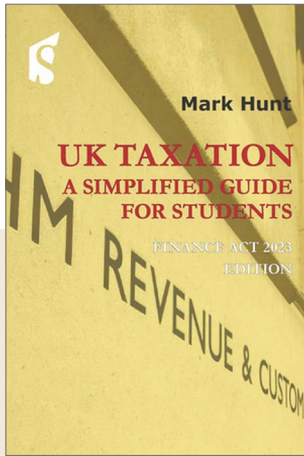 Mark Hunt
UK TAXATION
A SIMPLIFIED GUIDE
FOR STUDENTS
FINANCE ACT 2023
EDITION
HM REVENUE & CUSTOM